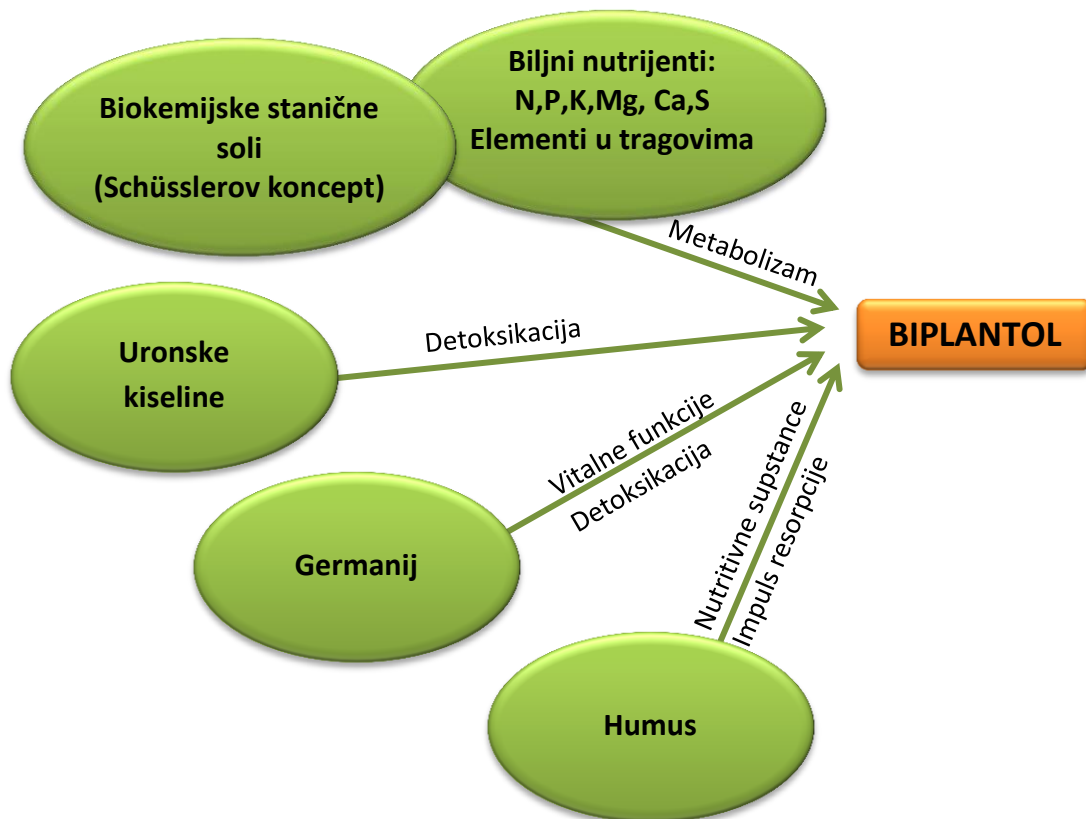 Biokemijske stanične
soli
(Schüsslerov koncept)
Biljni nutrijenti:
N,P,K,Mg, Ca,S
Elementi u tragovima
Metabolizam
BIPLANTOL
Uronske
kiseline
Detoksikacija
Germanij
Vitalne funkcije
Detoksikacija
Humus
Nutritivne supstance
Impuls resorpcije